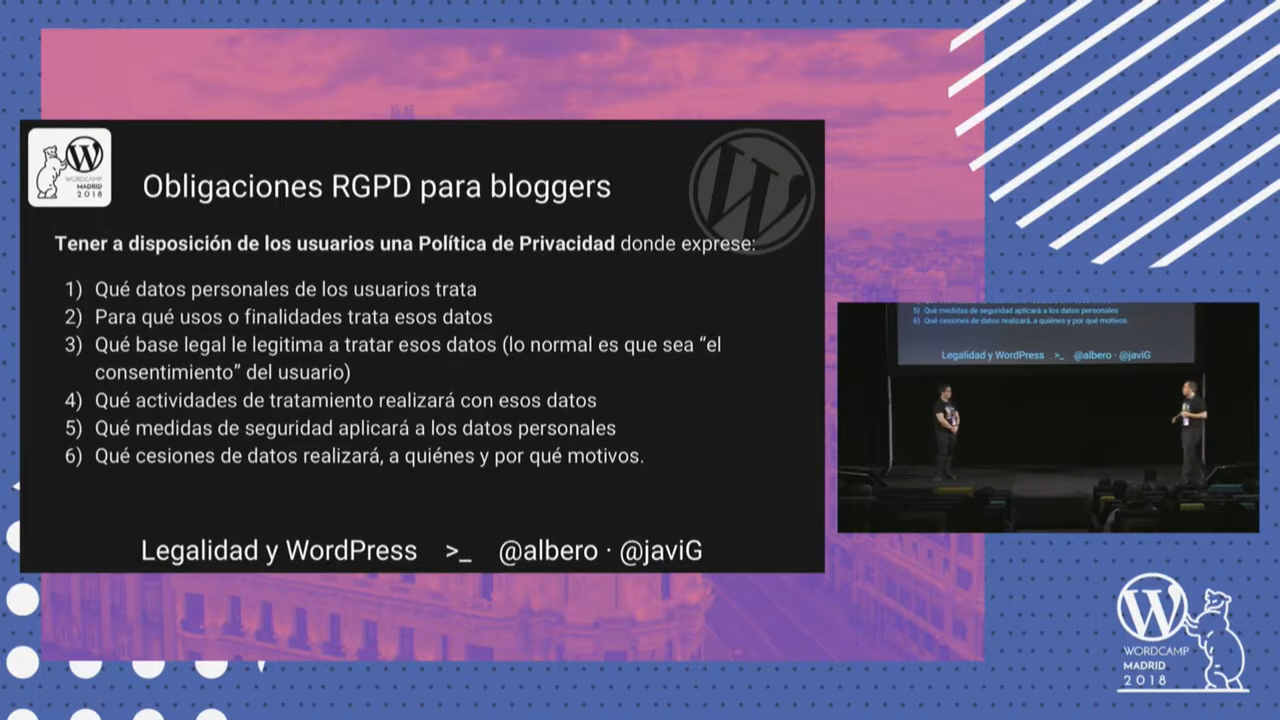 WORDCAMP
MADRID
2018
Obligaciones RGPD para bloggers
Tener a disposición de los usuarios una Política de Privacidad donde exprese:
1) Qué datos personales de los usuarios trata
2) Para qué usos o finalidades trata esos datos
3) Qué base legal le legitima a tratar esos datos (lo normal es que sea “el
consentimiento” del usuario)
4) Qué actividades de tratamiento realizará con esos datos
5) Qué medidas de seguridad aplicará a los datos personales
6) Qué cesiones de datos realizará, a quiénes y por qué motivos.
Legalidad y WordPress >_ @albero · @javiG
5) Qué medidas de seguridad aplicará a los datos personales
6) Qué cesiones de datos realizará, a quiénes y por qué motivos.
Legalidad y WordPress >_ @albero · @javiG
WORDCAMP
MADRID
2018